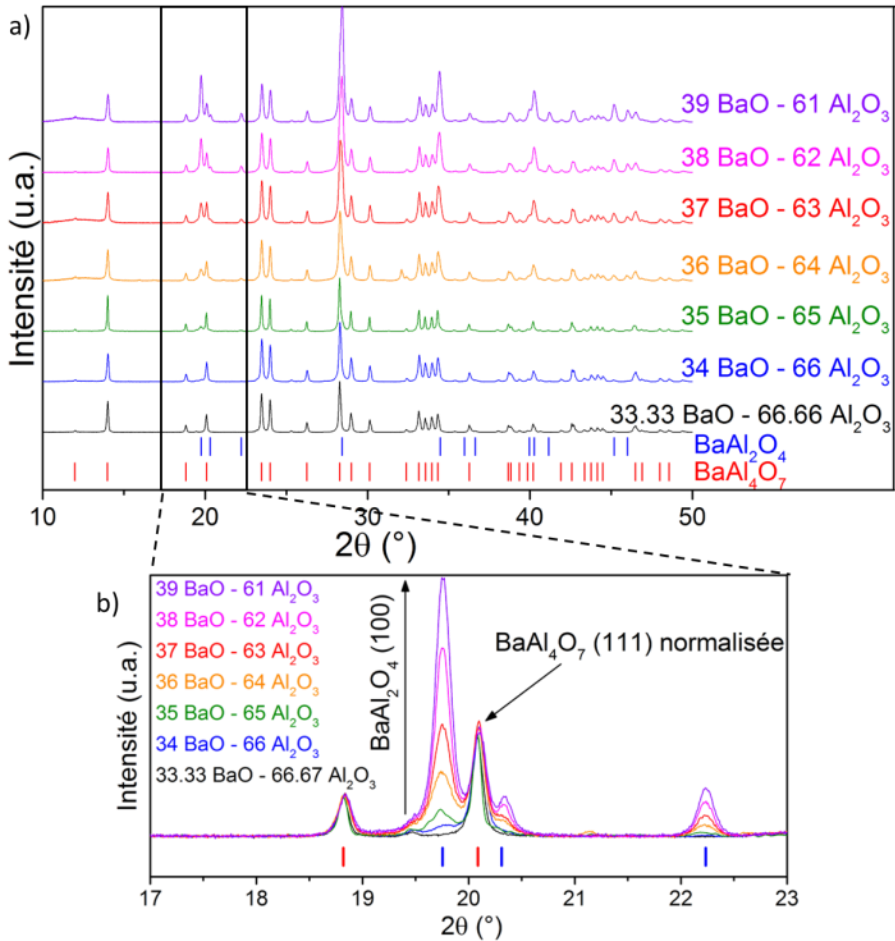 a)
Intensité (u.a.)
39 BaO - 61 Al₂O₃
38 BaO - 62 Al₂O₃
37 BaO - 63 Al₂O₃
36 BaO - 64 Al₂O₃
35 BaO - 65 Al₂O₃
34 BaO - 66 Al₂O₃
33.33 BaO - 66.66 Al₂O₃
BaAl₂O₄
BaAl₄O₇
10 20 30 40 50
2θ (°)
b)
Intensité (u.a.)
39 BaO - 61 Al₂O₃
38 BaO - 62 Al₂O₃
37 BaO - 63 Al₂O₃
36 BaO - 64 Al₂O₃
35 BaO - 65 Al₂O₃
34 BaO - 66 Al₂O₃
33.33 BaO - 66.67 Al₂O₃
BaAl₂O₄ (100)
BaAl₄O₇ (111) normalisée
17 18 19 20 21 22 23
2θ (°)